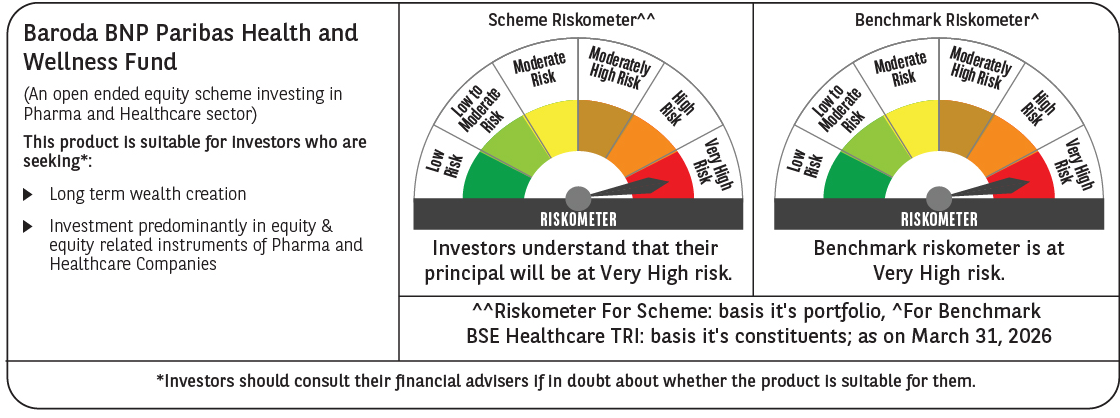 Baroda BNP Paribas Health and
Wellness Fund
(An open ended equity scheme investing in
Pharma and Healthcare sector)
This product is suitable for investors who are
seeking*:
Long term wealth creation
Investment predominantly in equity &
equity related instruments of Pharma and
Healthcare Companies
Scheme Riskometer^^
Low
Risk
Low to
Moderate
Risk
Moderate
Risk
Moderately
High Risk
High
Risk
Very High
Risk
RISKOMETER
Investors understand that their
principal will be at Very High risk.
Benchmark Riskometer^
Low
Risk
Low to
Moderate
Risk
Moderate
Risk
Moderately
High Risk
High
Risk
Very High
Risk
RISKOMETER
Benchmark riskometer is at
Very High risk.
^^Riskometer For Scheme: basis it's portfolio, ^For Benchmark
BSE Healthcare TRI: basis it's constituents; as on March 31, 2026
*Investors should consult their financial advisers if in doubt about whether the product is suitable for them.